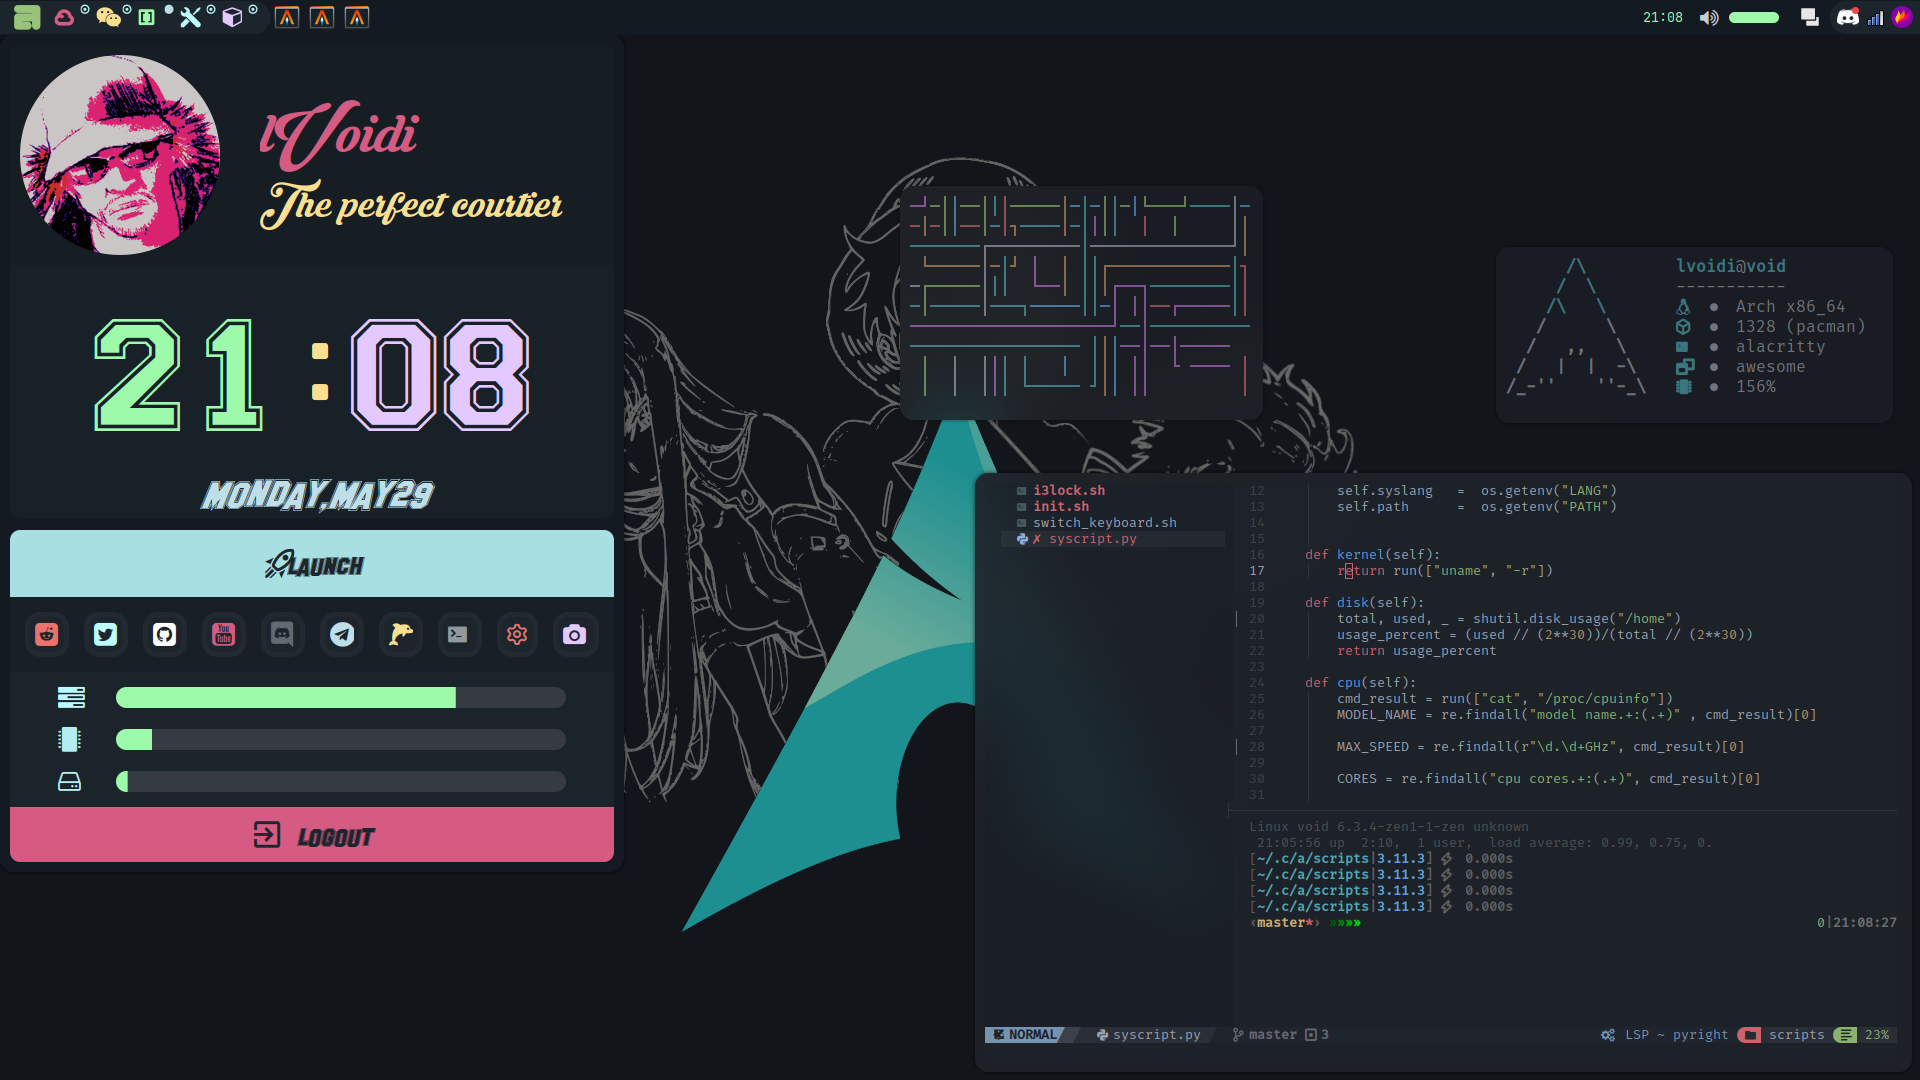 21:08
lVoidi
The perfect courtier
21:08
MONDAY,MAY29
LAUNCH
You
Tube
LOGOUT
lvoidi@void
-----------
● Arch x86_64
● 1328 (pacman)
● alacritty
● awesome
● 156%
i3lock.sh
init.sh
switch_keyboard.sh
✗ syscript.py
12 self.syslang = os.getenv("LANG")
13 self.path = os.getenv("PATH")
14
15
16 def kernel(self):
17 return run(["uname", "-r"])
18
19 def disk(self):
20 total, used, _ = shutil.disk_usage("/home")
21 usage_percent = (used // (2**30))/(total // (2**30))
22 return usage_percent
23
24 def cpu(self):
25 cmd_result = run(["cat", "/proc/cpuinfo"])
26 MODEL_NAME = re.findall("model name.+:(.+)" , cmd_result)[0]
27
28 MAX_SPEED = re.findall(r"\d.\d+GHz", cmd_result)[0]
29
30 CORES = re.findall("cpu cores.+:(.+)", cmd_result)[0]
31
Linux void 6.3.4-zen1-1-zen unknown
21:05:56 up 2:10, 1 user, load average: 0.99, 0.75, 0.
[~/.c/a/scripts|3.11.3] ⚡ 0.000s
[~/.c/a/scripts|3.11.3] ⚡ 0.000s
[~/.c/a/scripts|3.11.3] ⚡ 0.000s
[~/.c/a/scripts|3.11.3] ⚡ 0.000s
‹master*› »»»» 0|21:08:27
NORMAL syscript.py master 3 LSP ~ pyright scripts 23%